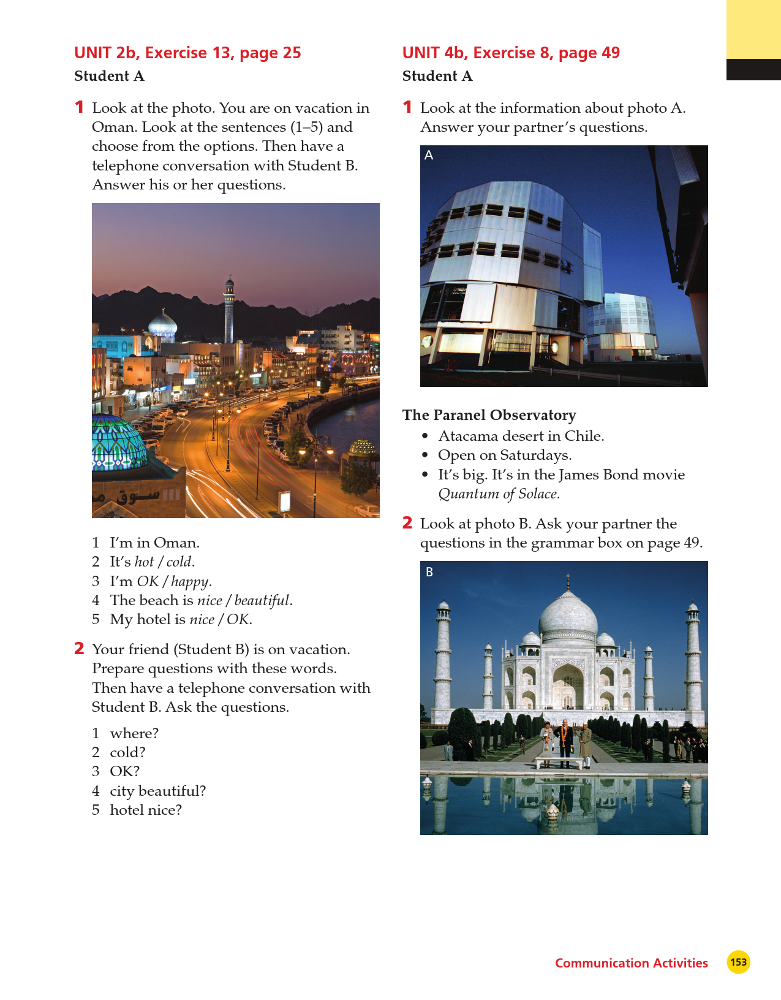 UNIT 2b, Exercise 13, page 25
Student A
1 Look at the photo. You are on vacation in
Oman. Look at the sentences (1–5) and
choose from the options. Then have a
telephone conversation with Student B.
Answer his or her questions.
سوق
1 I’m in Oman.
2 It’s hot / cold.
3 I’m OK / happy.
4 The beach is nice / beautiful.
5 My hotel is nice / OK.
2 Your friend (Student B) is on vacation.
Prepare questions with these words.
Then have a telephone conversation with
Student B. Ask the questions.
1 where?
2 cold?
3 OK?
4 city beautiful?
5 hotel nice?
UNIT 4b, Exercise 8, page 49
Student A
1 Look at the information about photo A.
Answer your partner’s questions.
A
The Paranel Observatory
• Atacama desert in Chile.
• Open on Saturdays.
• It’s big. It’s in the James Bond movie
Quantum of Solace.
2 Look at photo B. Ask your partner the
questions in the grammar box on page 49.
B
Communication Activities 153